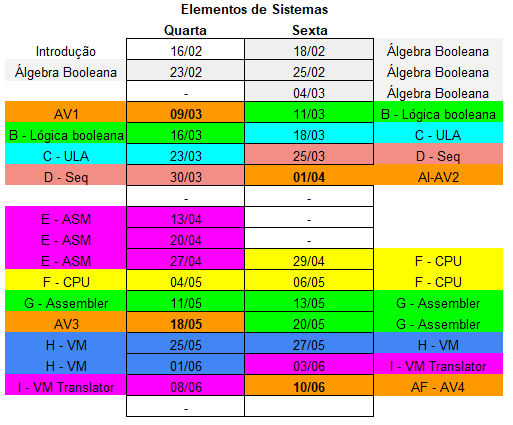 Elementos de Sistemas
Quarta Sexta
Introdução 16/02 18/02 Álgebra Booleana
Álgebra Booleana 23/02 25/02 Álgebra Booleana
- 04/03 Álgebra Booleana
AV1 09/03 11/03 B - Lógica booleana
B - Lógica booleana 16/03 18/03 C - ULA
C - ULA 23/03 25/03 D - Seq
D - Seq 30/03 01/04 AI-AV2
- -
E - ASM 13/04 -
E - ASM 20/04 -
E - ASM 27/04 29/04 F - CPU
F - CPU 04/05 06/05 F - CPU
G - Assembler 11/05 13/05 G - Assembler
AV3 18/05 20/05 G - Assembler
H - VM 25/05 27/05 H - VM
H - VM 01/06 03/06 I - VM Translator
I - VM Translator 08/06 10/06 AF - AV4
-